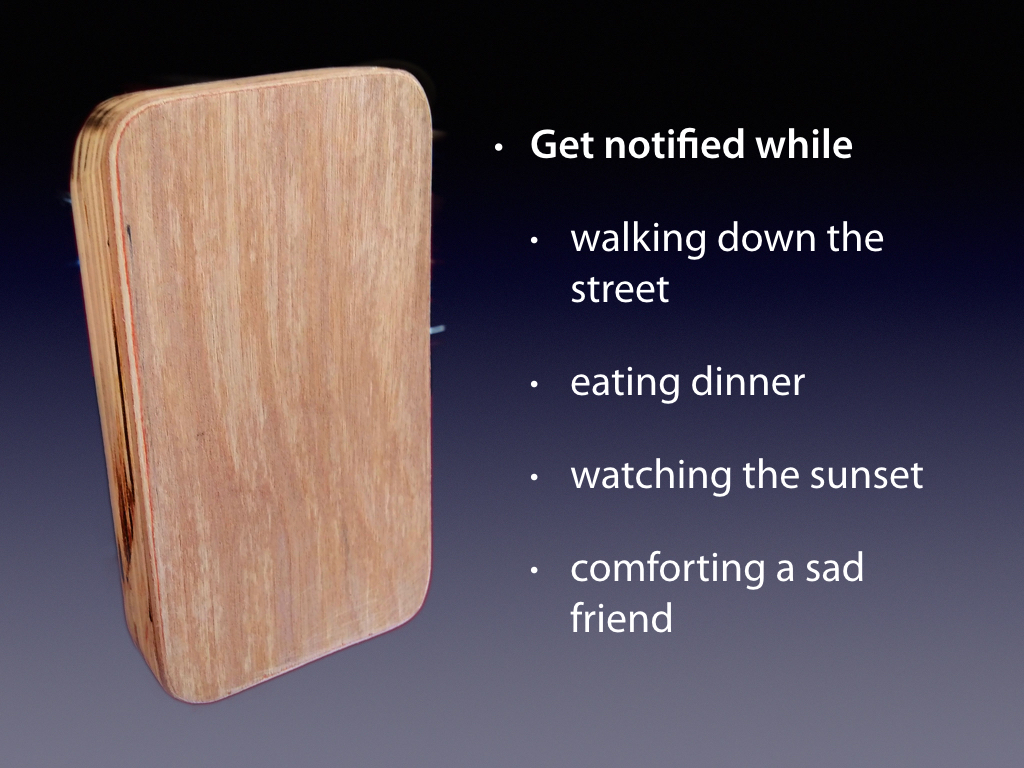 • Get notified while
• walking down the
street
• eating dinner
• watching the sunset
• comforting a sad
friend